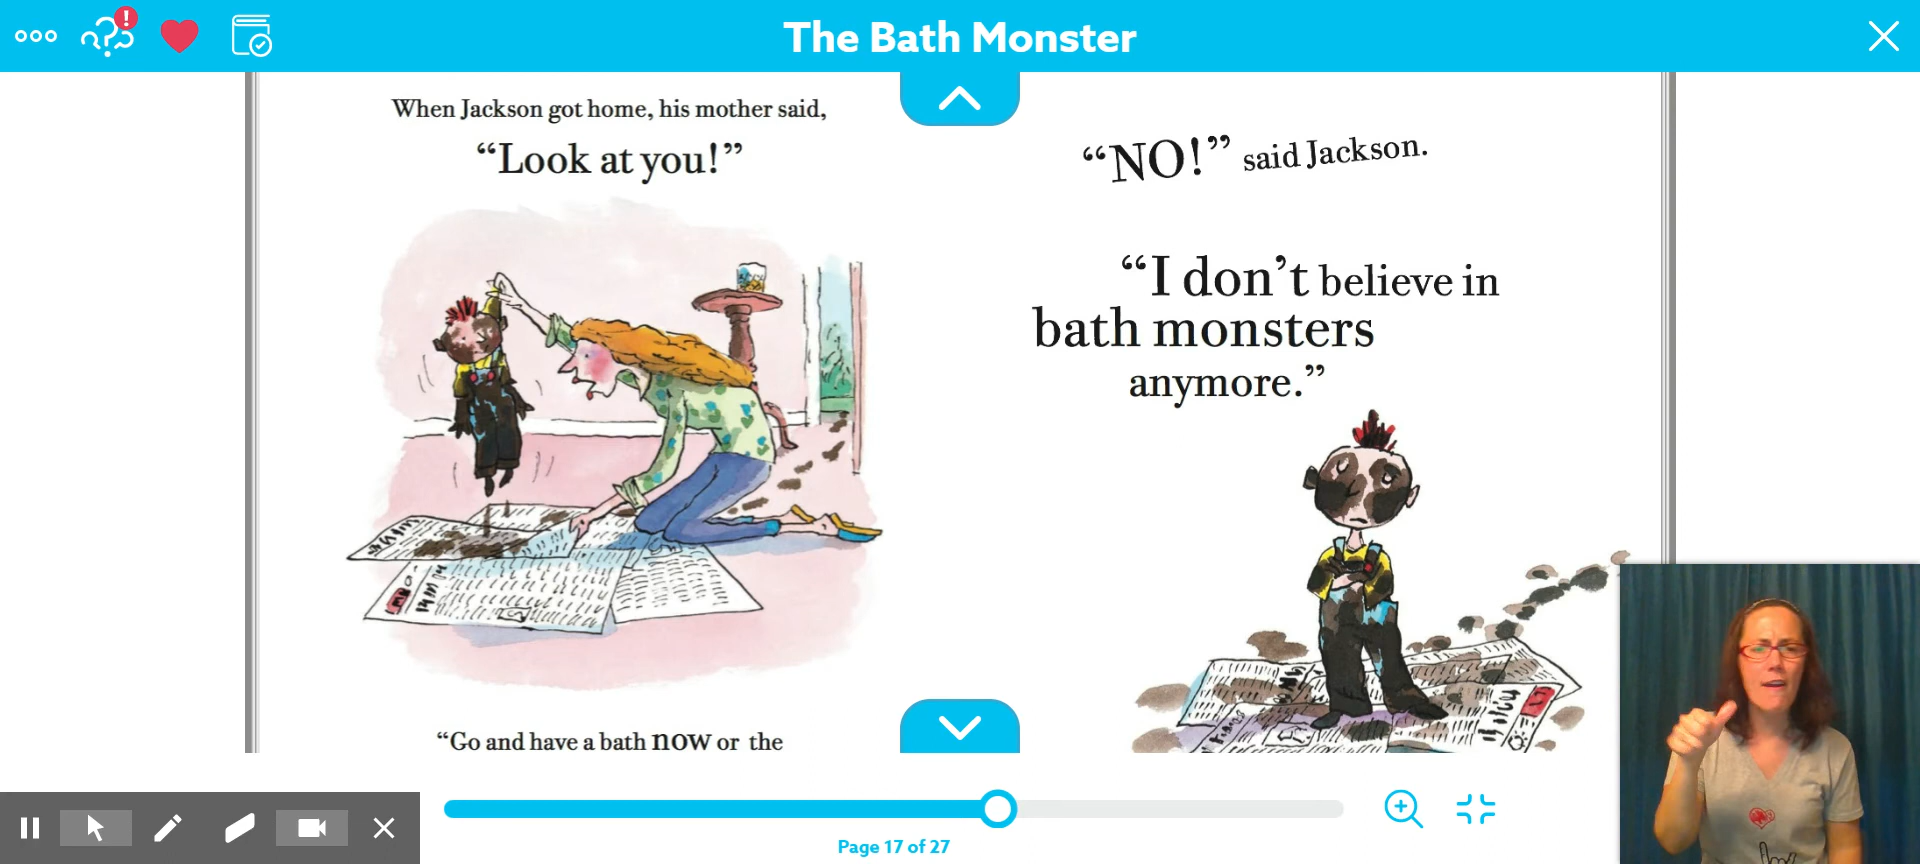 The Bath Monster
When Jackson got home, his mother said,
“Look at you!”
“Go and have a bath now or the
“NO!” said Jackson.
“I don’t believe in
bath monsters
anymore.”
Page 17 of 27